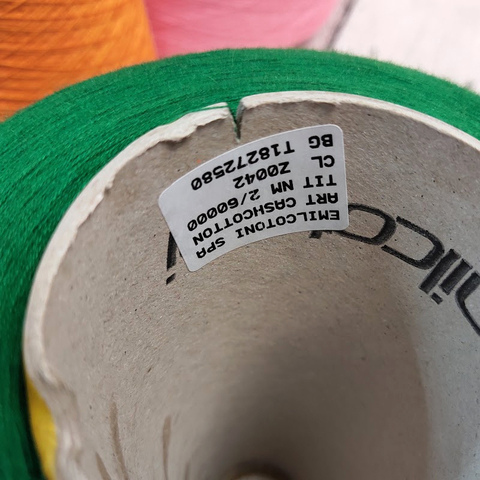 EMILCOTONI SPA
ART CASHCOTTON
TIT NM 2/60000
CL Z0042
BG T18272580